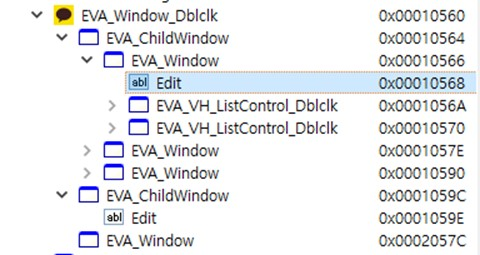 EVA_Window_Dblclk 0x00010560
EVA_ChildWindow 0x00010564
EVA_Window 0x00010566
abl Edit 0x00010568
EVA_VH_ListControl_Dblclk 0x0001056A
EVA_VH_ListControl_Dblclk 0x00010570
EVA_Window 0x0001057E
EVA_Window 0x00010590
EVA_ChildWindow 0x0001059C
abl Edit 0x0001059E
EVA_Window 0x0002057C